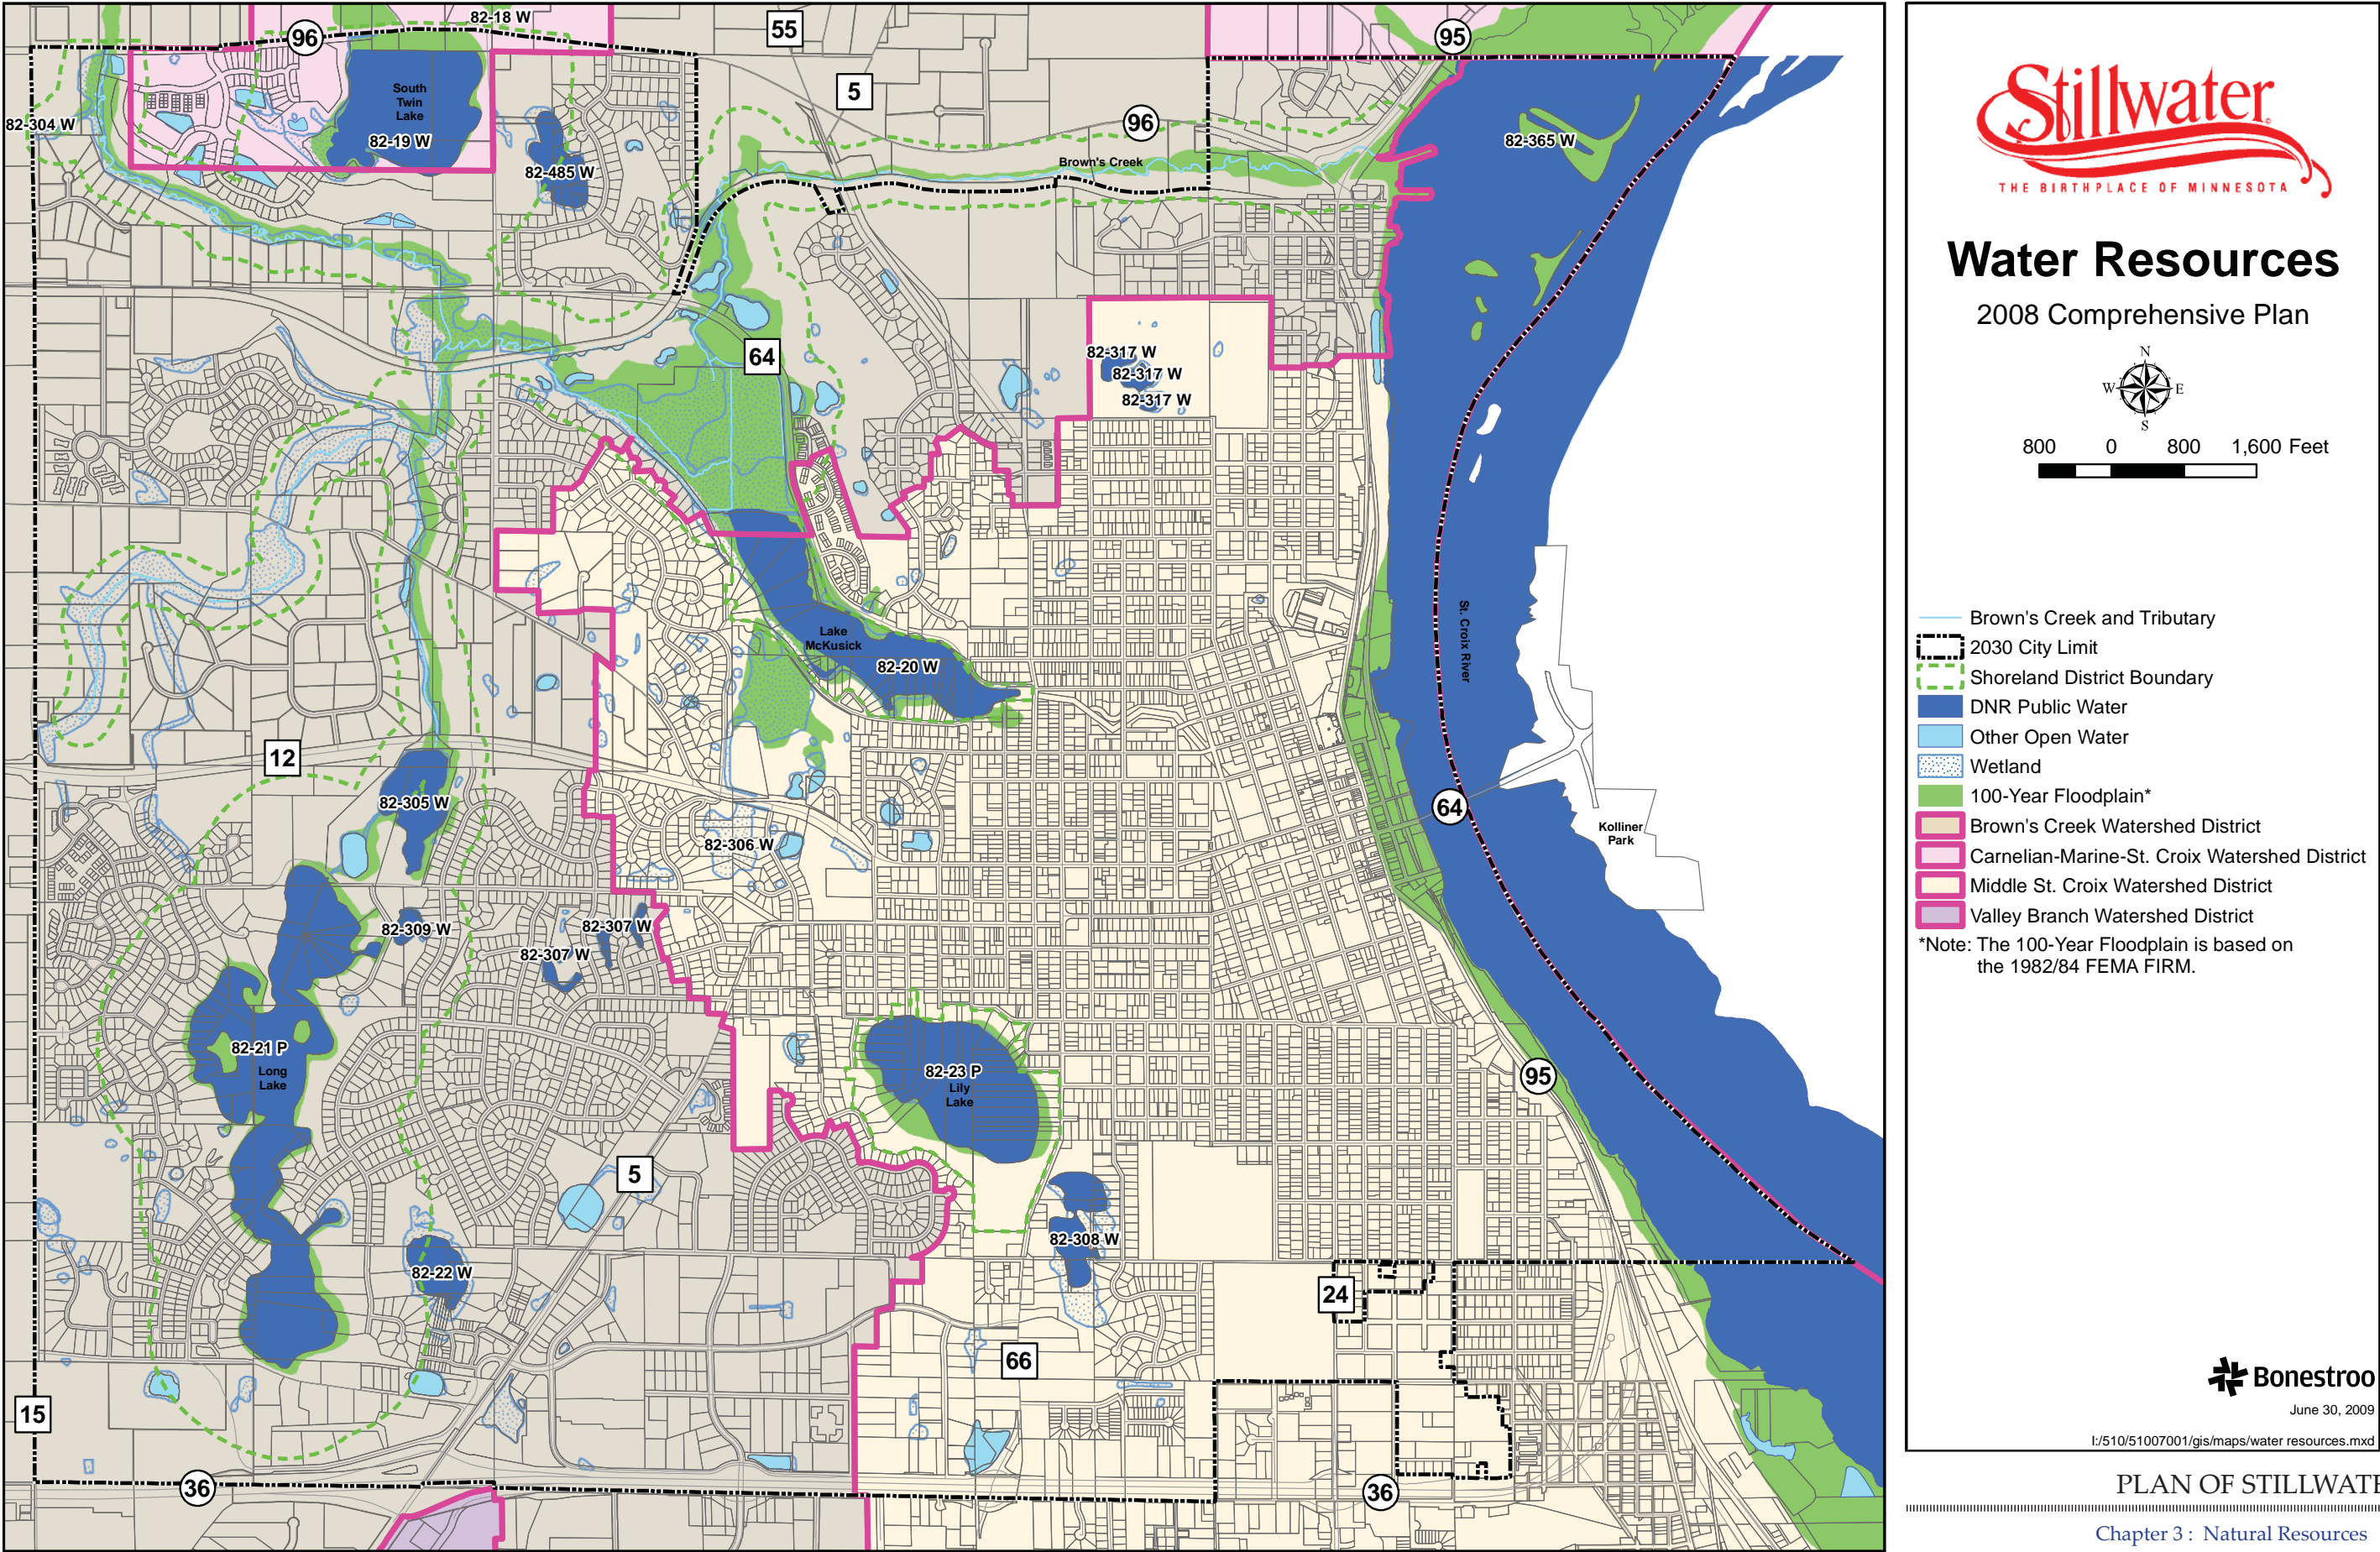 82-18 W
96
55
95
5
South
Twin
Lake
82-304 W
82-19 W
96
82-365 W
Brown's Creek
82-485 W
64
82-317 W
82-317 W
82-317 W
St. Croix River
Lake
McKusick
82-20 W
12
82-305 W
64
Kolliner
Park
82-306 W
82-309 W
82-307 W
82-307 W
82-21 P
Long
Lake
82-23 P
Lily
Lake
95
5
82-308 W
82-22 W
24
66
15
36
36
Stillwater
THE BIRTHPLACE OF MINNESOTA
Water Resources
2008 Comprehensive Plan
N
W E
S
800 0 800 1,600 Feet
Brown's Creek and Tributary
2030 City Limit
Shoreland District Boundary
DNR Public Water
Other Open Water
Wetland
100-Year Floodplain*
Brown's Creek Watershed District
Carnelian-Marine-St. Croix Watershed District
Middle St. Croix Watershed District
Valley Branch Watershed District
*Note: The 100-Year Floodplain is based on
the 1982/84 FEMA FIRM.
Bonestroo
June 30, 2009
I:/510/51007001/gis/maps/water resources.mxd
PLAN OF STILLWATE
Chapter 3 : Natural Resources